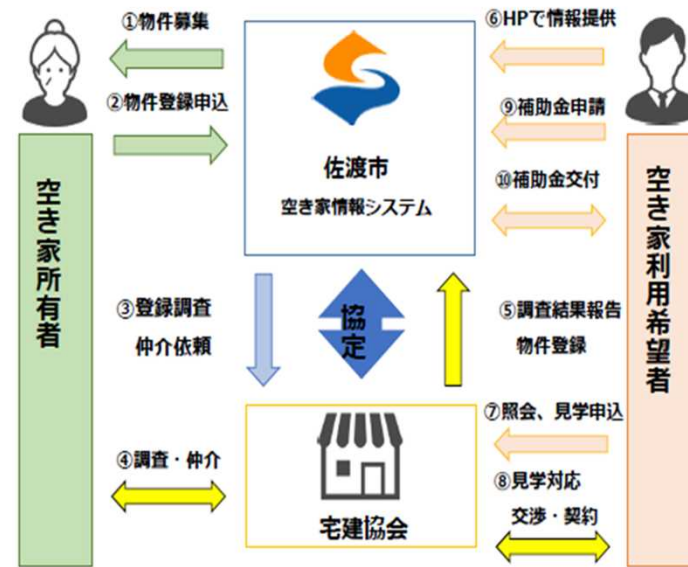 ①物件募集
②物件登録申込
空き家所有者
佐渡市
空き家情報システム
⑥HPで情報提供
⑨補助金申請
⑩補助金交付
空き家利用希望者
③登録調査
仲介依頼
協定
⑤調査結果報告
物件登録
④調査・仲介
宅建協会
⑦照会、見学申込
⑧見学対応
交渉・契約